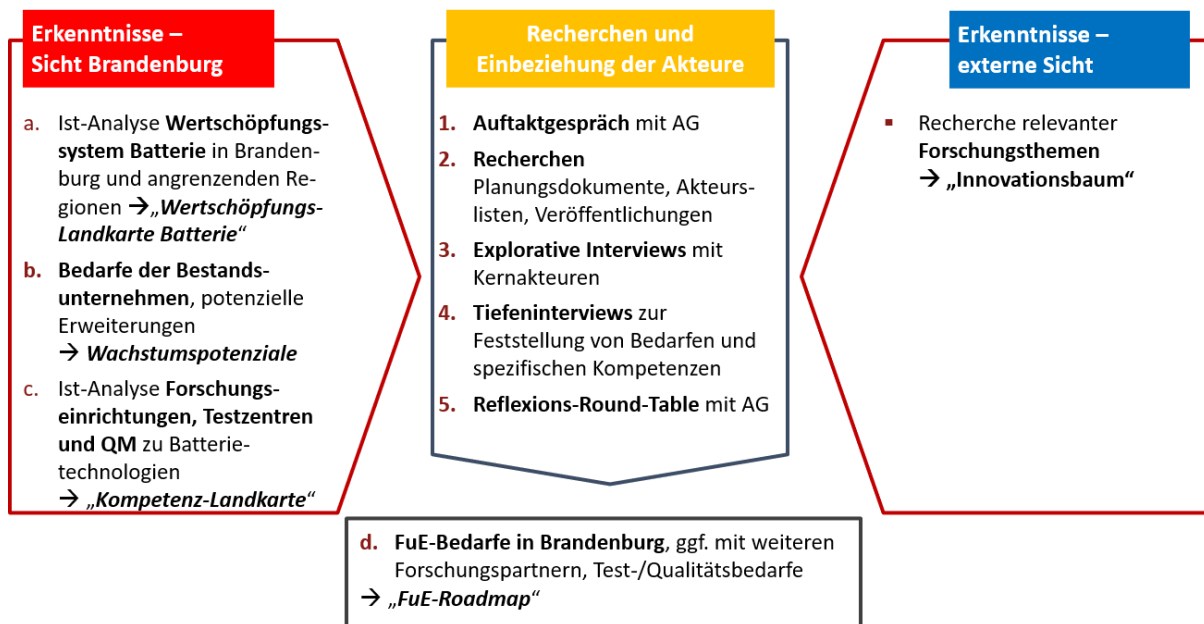 Erkenntnisse –
Sicht Brandenburg
a. Ist-Analyse Wertschöpfungs-
system Batterie in Branden-
burg und angrenzenden Re-
gionen → „Wertschöpfungs-
Landkarte Batterie“
b. Bedarfe der Bestands-
unternehmen, potenzielle
Erweiterungen
→ Wachstumspotenziale
c. Ist-Analyse Forschungs-
einrichtungen, Testzentren
und QM zu Batterie-
technologien
→ „Kompetenz-Landkarte“
Recherchen und
Einbeziehung der Akteure
1. Auftaktgespräch mit AG
2. Recherchen
Planungsdokumente, Akteurs-
listen, Veröffentlichungen
3. Explorative Interviews mit
Kernakteuren
4. Tiefeninterviews zur
Feststellung von Bedarfen und
spezifischen Kompetenzen
5. Reflexions-Round-Table mit AG
Erkenntnisse –
externe Sicht
▪ Recherche relevanter
Forschungsthemen
→ „Innovationsbaum“
d. FuE-Bedarfe in Brandenburg, ggf. mit weiteren
Forschungspartnern, Test-/Qualitätsbedarfe
→ „FuE-Roadmap“